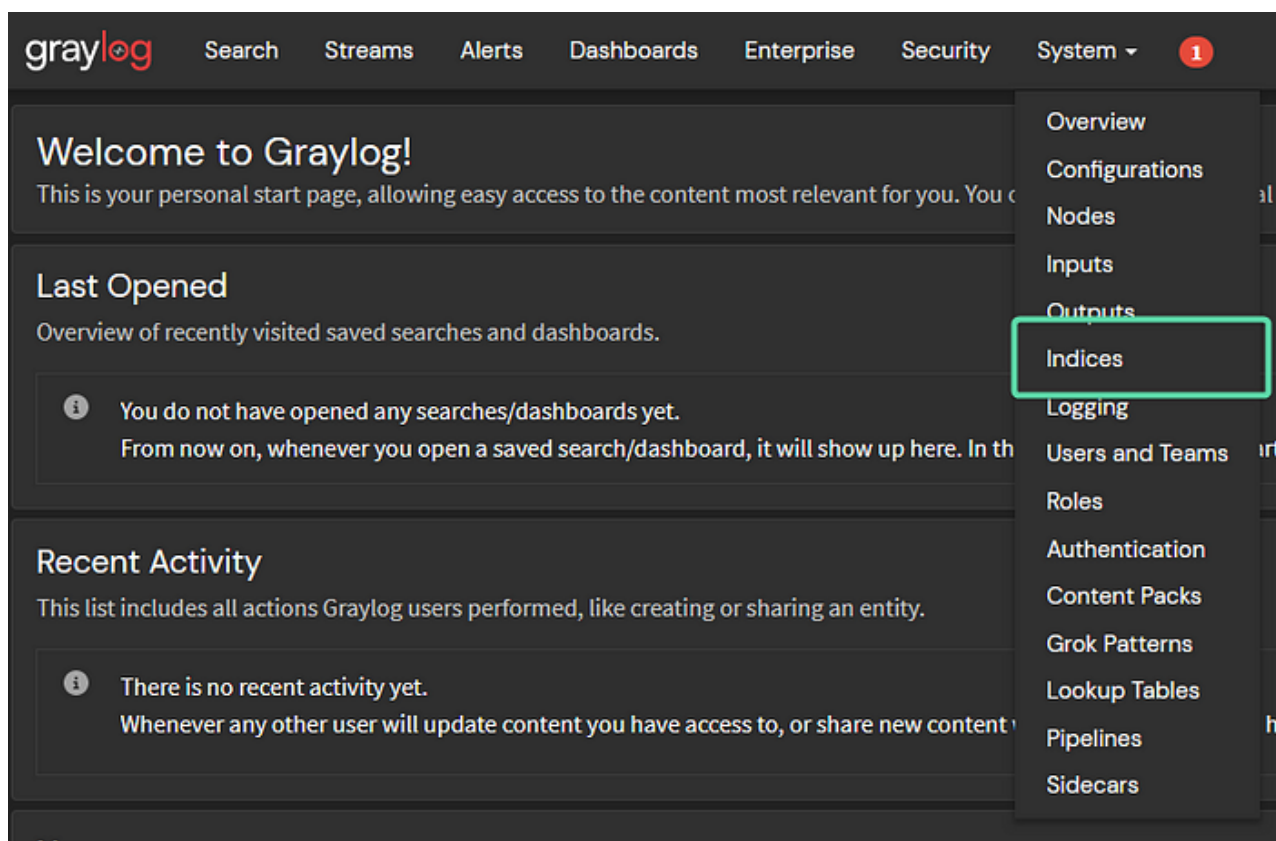 graylog Search Streams Alerts Dashboards Enterprise Security System 1
Welcome to Graylog!
This is your personal start page, allowing easy access to the content most relevant for you. You
Last Opened
Overview of recently visited saved searches and dashboards.
You do not have opened any searches/dashboards yet.
From now on, whenever you open a saved search/dashboard, it will show up here. In th
Recent Activity
This list includes all actions Graylog users performed, like creating or sharing an entity.
There is no recent activity yet.
Whenever any other user will update content you have access to, or share new content
Overview
Configurations
Nodes
Inputs
Outputs
Indices
Logging
Users and Teams
Roles
Authentication
Content Packs
Grok Patterns
Lookup Tables
Pipelines
Sidecars